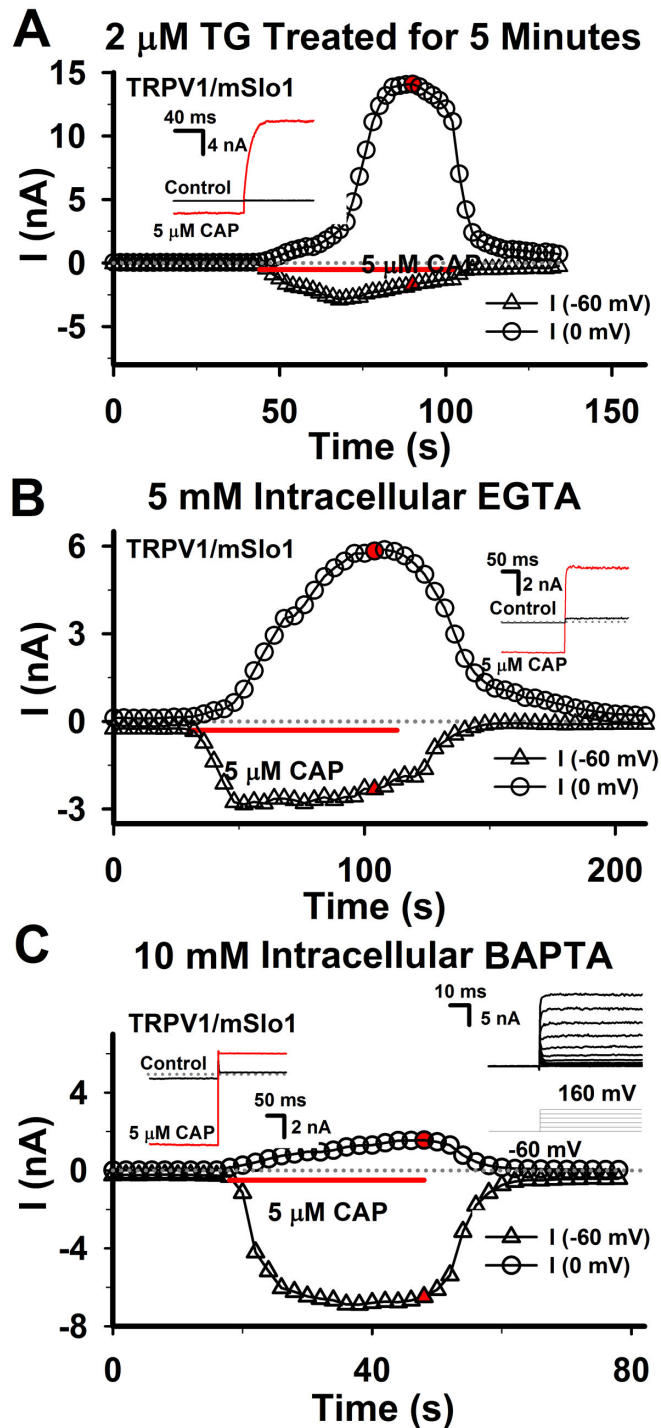 A
2 μM TG Treated for 5 Minutes
TRPV1/mSlo1
40 ms
4 nA
Control
5 μM CAP
15
10
5
0
-5
I (nA)
5 μM CAP
I (-60 mV)
I (0 mV)
0
50
100
150
Time (s)
B
5 mM Intracellular EGTA
TRPV1/mSlo1
50 ms
2 nA
Control
5 μM CAP
6
3
0
-3
I (nA)
5 μM CAP
I (-60 mV)
I (0 mV)
0
100
200
Time (s)
C
10 mM Intracellular BAPTA
TRPV1/mSlo1
Control
5 μM CAP
50 ms
2 nA
10 ms
5 nA
160 mV
-60 mV
4
0
-4
-8
I (nA)
5 μM CAP
I (-60 mV)
I (0 mV)
0
40
80
Time (s)